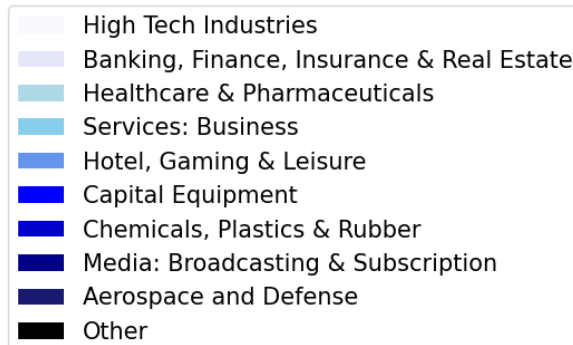 High Tech Industries
Banking, Finance, Insurance & Real Estate
Healthcare & Pharmaceuticals
Services: Business
Hotel, Gaming & Leisure
Capital Equipment
Chemicals, Plastics & Rubber
Media: Broadcasting & Subscription
Aerospace and Defense
Other